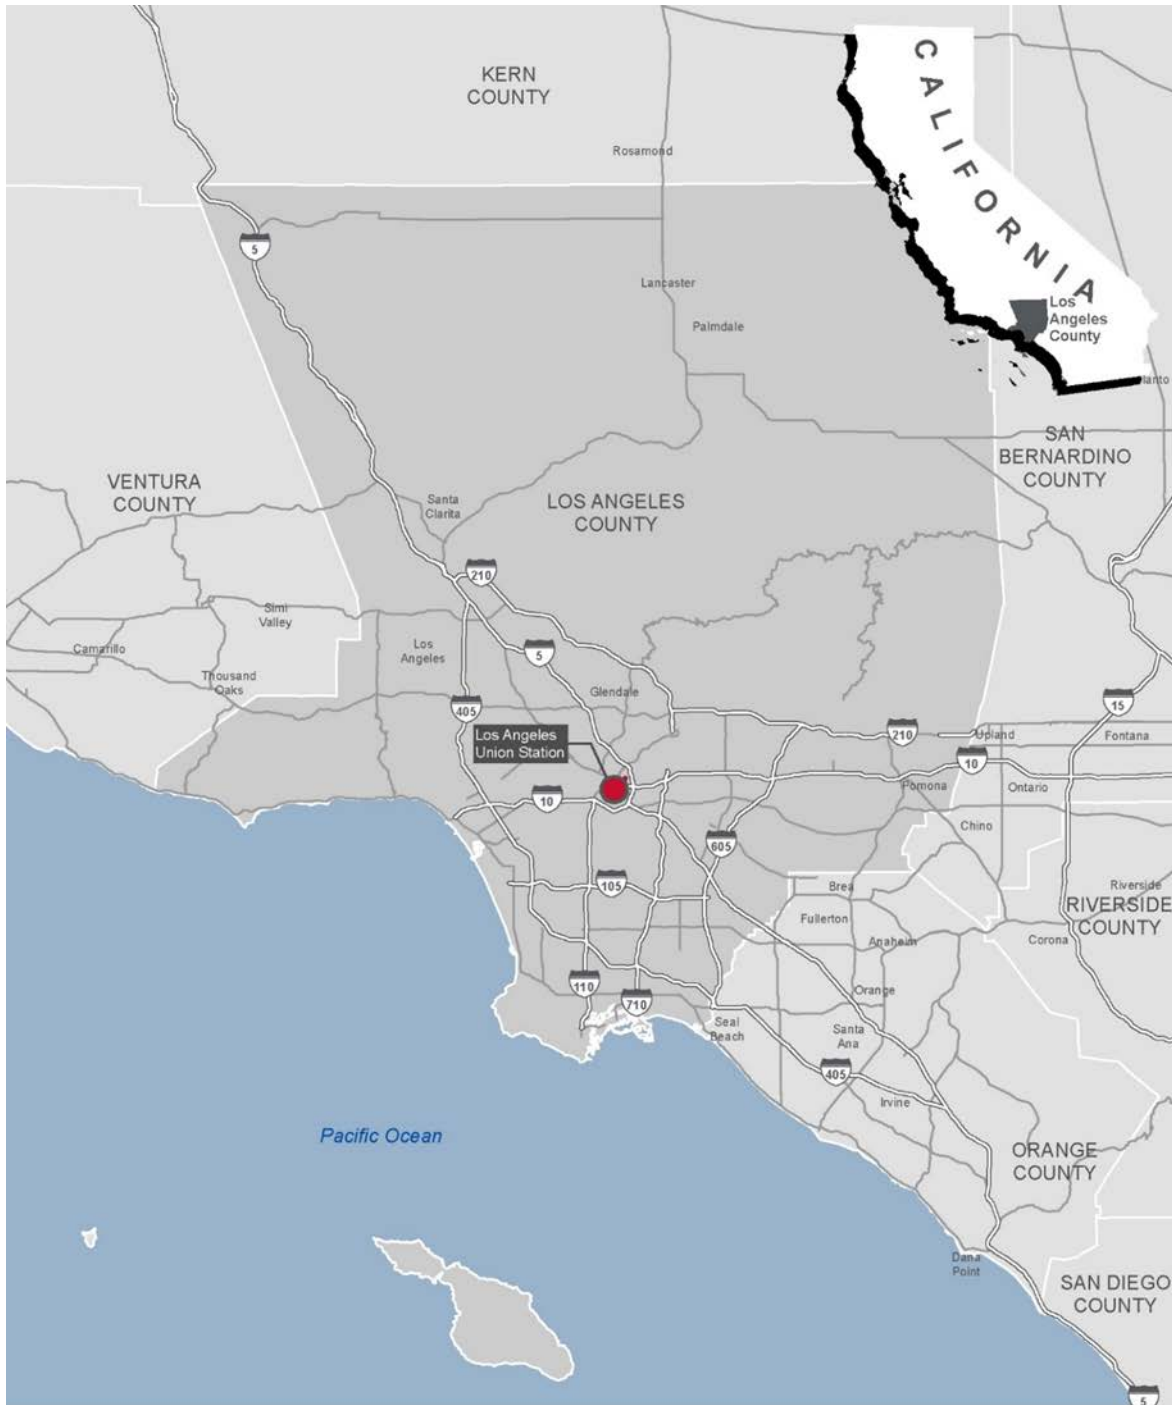 KERN
COUNTY
CALIFORNIA
Rosamond
5
Lancaster
Palmdale
Los
Angeles
County
SAN
BERNARDINO
COUNTY
VENTURA
COUNTY
Santa
Clarita
LOS ANGELES
COUNTY
210
Simi
Valley
Camarillo
Los
Angeles
5
Thousand
Oaks
Glendale
405
15
Los Angeles
Union Station
210
Upland
Fontana
10
10
Pomona
Ontario
Chino
605
105
Brea
Riverside
RIVERSIDE
COUNTY
Fullerton
Anaheim
Corona
110
710
Orange
Seal
Beach
Santa
Ana
405
Irvine
Pacific Ocean
ORANGE
COUNTY
Dana
Point
SAN DIEGO
COUNTY
5